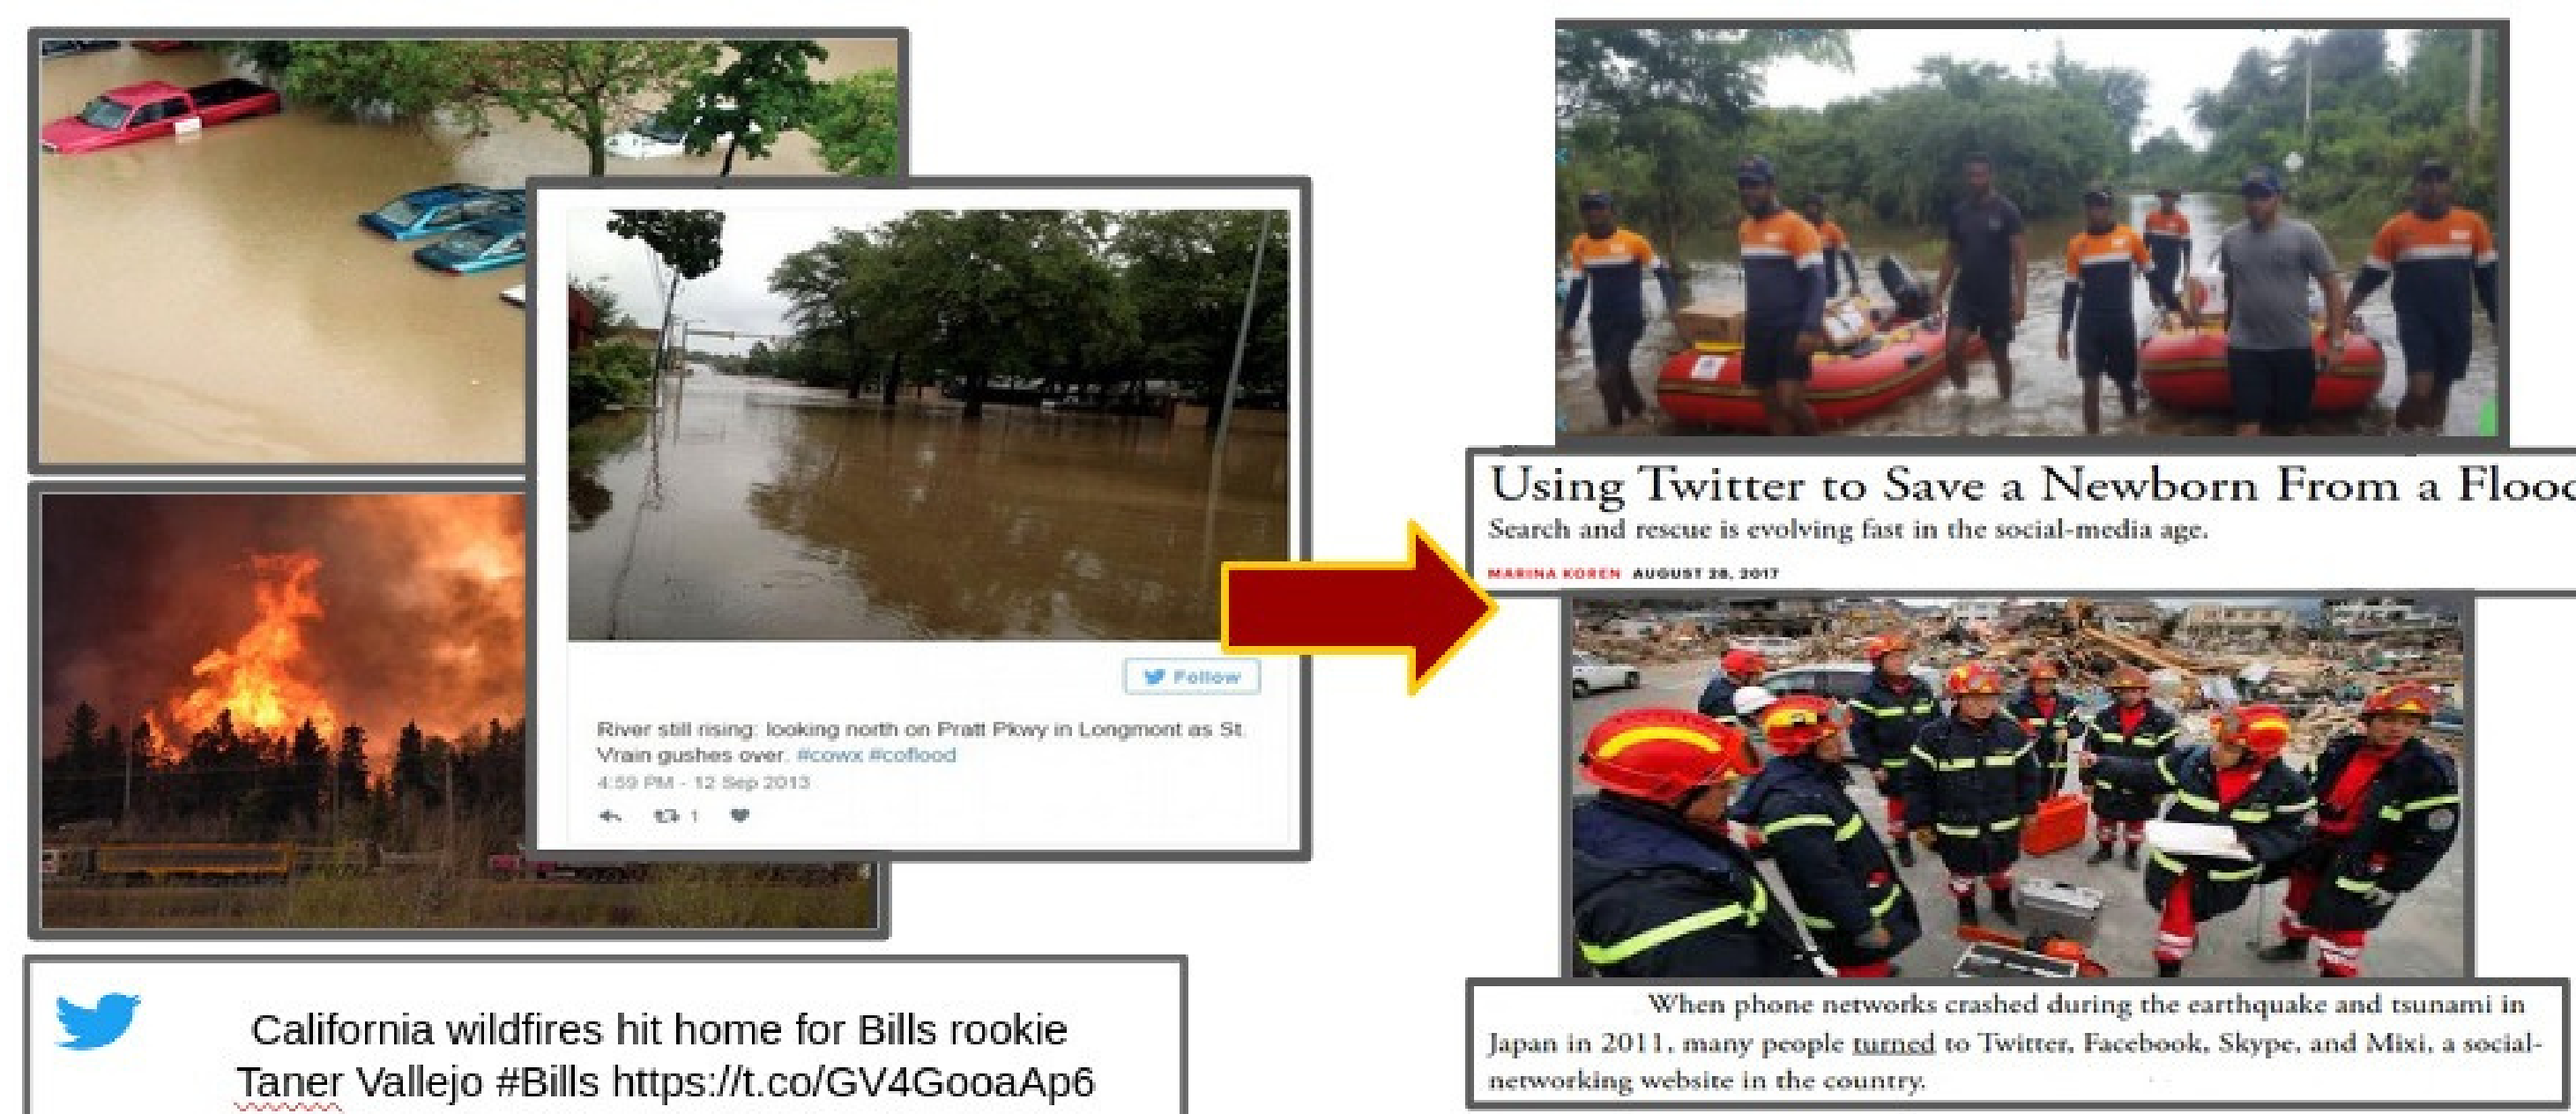 Follow
River still rising: looking north on Pratt Pkwy in Longmont as St.
Vrain gushes over. #cowx #coflood
4:59 PM - 12 Sep 2013
1
California wildfires hit home for Bills rookie
Taner Vallejo #Bills https://t.co/GV4GooaAp6
Using Twitter to Save a Newborn From a Flood
Search and rescue is evolving fast in the social-media age.
MARINA KOREN AUGUST 28, 2017
When phone networks crashed during the earthquake and tsunami in
Japan in 2011, many people turned to Twitter, Facebook, Skype, and Mixi, a social-
networking website in the country.